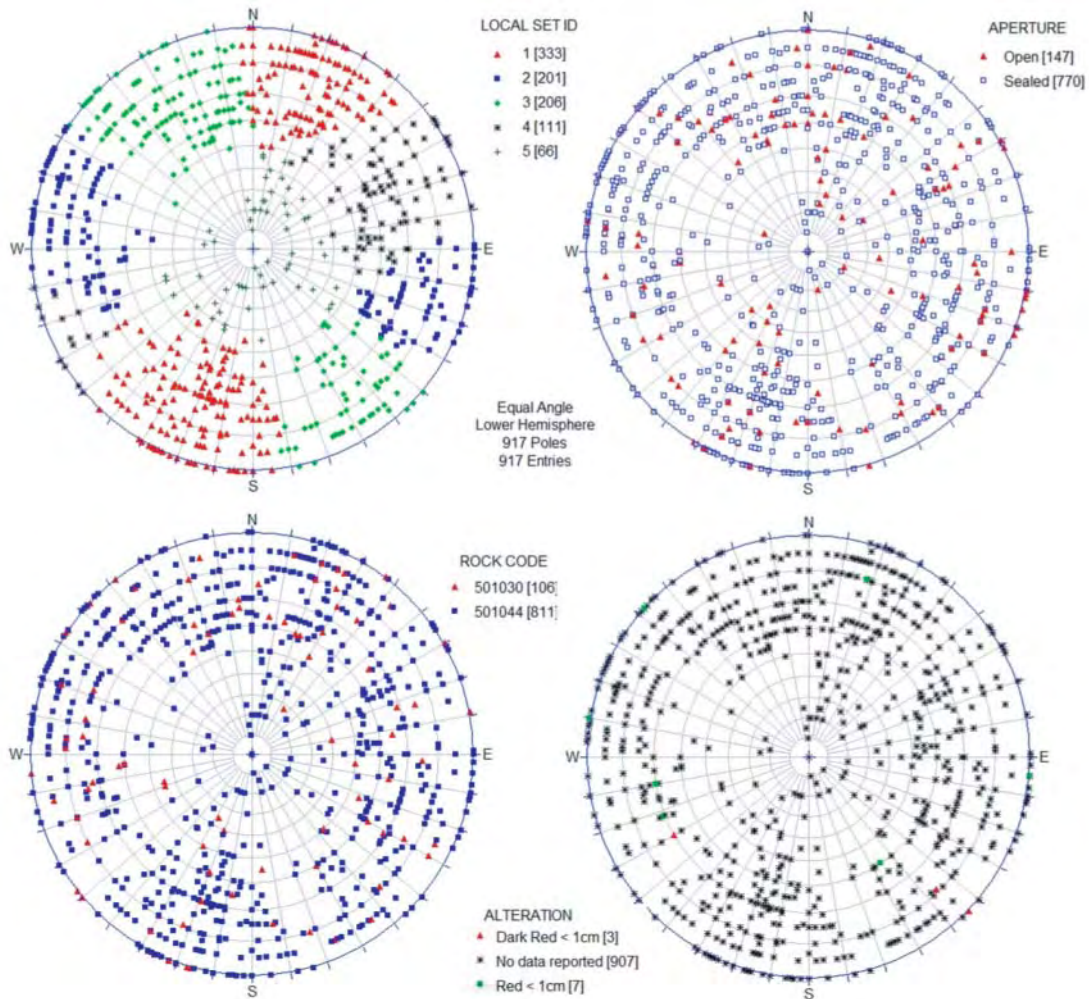 N
LOCAL SET ID
1 [333]
2 [201]
3 [206]
4 [111]
5 [66]
W
E
S
N
APERTURE
Open [147]
Sealed [770]
W
E
S
Equal Angle
Lower Hemisphere
917 Poles
917 Entries
N
ROCK CODE
501030 [106]
501044 [811]
W
E
S
N
W
E
S
ALTERATION
Dark Red < 1cm [3]
No data reported [907]
Red < 1cm [7]